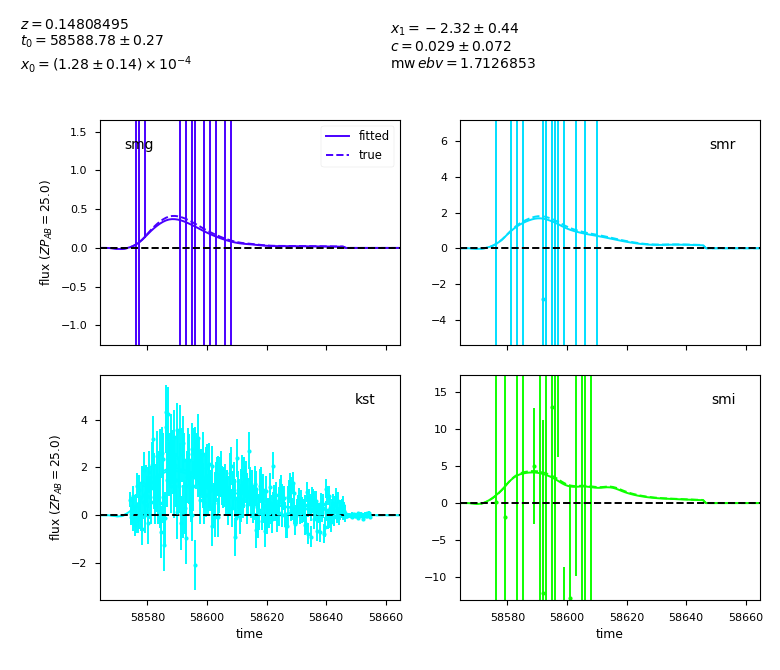 z = 0.14808495
t₀ = 58588.78 ± 0.27
x₀ = (1.28 ± 0.14) × 10⁻⁴
x₁ = −2.32 ± 0.44
c = 0.029 ± 0.072
mw ebv = 1.7126853
smg
fitted
true
1.5
1.0
0.5
0.0
−0.5
−1.0
flux (ZP_AB = 25.0)
smr
6
4
2
0
−2
−4
kst
4
2
0
−2
flux (ZP_AB = 25.0)
58580 58600 58620 58640 58660
time
smi
15
10
5
0
−5
−10
58580 58600 58620 58640 58660
time